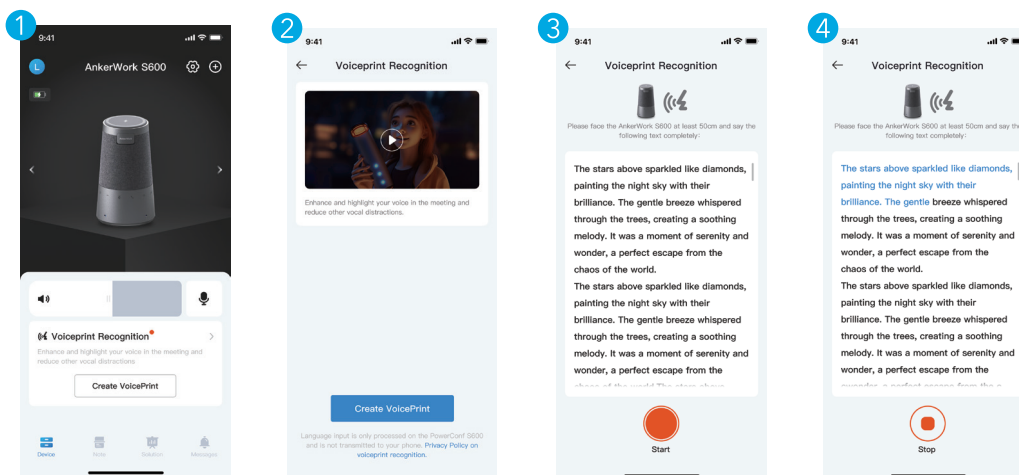 1
9:41
L
AnkerWork S600
Voiceprint Recognition
Enhance and highlight your voice in the meeting and
reduce other vocal distractions.
Create VoicePrint
Device
Note
Solution
Messages
2
9:41
Voiceprint Recognition
Enhance and highlight your voice in the meeting and
reduce other vocal distractions.
Create VoicePrint
Language input is only processed on the PowerConf S600
and is not transmitted to your phone. Privacy Policy on
voiceprint recognition.
3
9:41
Voiceprint Recognition
Please face the AnkerWork S600 at least 50cm and say the
following text completely:
The stars above sparkled like diamonds,
painting the night sky with their
brilliance. The gentle breeze whispered
through the trees, creating a soothing
melody. It was a moment of serenity and
wonder, a perfect escape from the
chaos of the world.
The stars above sparkled like diamonds,
painting the night sky with their
brilliance. The gentle breeze whispered
through the trees, creating a soothing
melody. It was a moment of serenity and
wonder, a perfect escape from the
Start
4
9:41
Voiceprint Recognition
Please face the AnkerWork S600 at least 50cm and say the
following text completely:
The stars above sparkled like diamonds,
painting the night sky with their
brilliance. The gentle breeze whispered
through the trees, creating a soothing
melody. It was a moment of serenity and
wonder, a perfect escape from the
chaos of the world.
The stars above sparkled like diamonds,
painting the night sky with their
brilliance. The gentle breeze whispered
through the trees, creating a soothing
melody. It was a moment of serenity and
wonder, a perfect escape from the
Stop